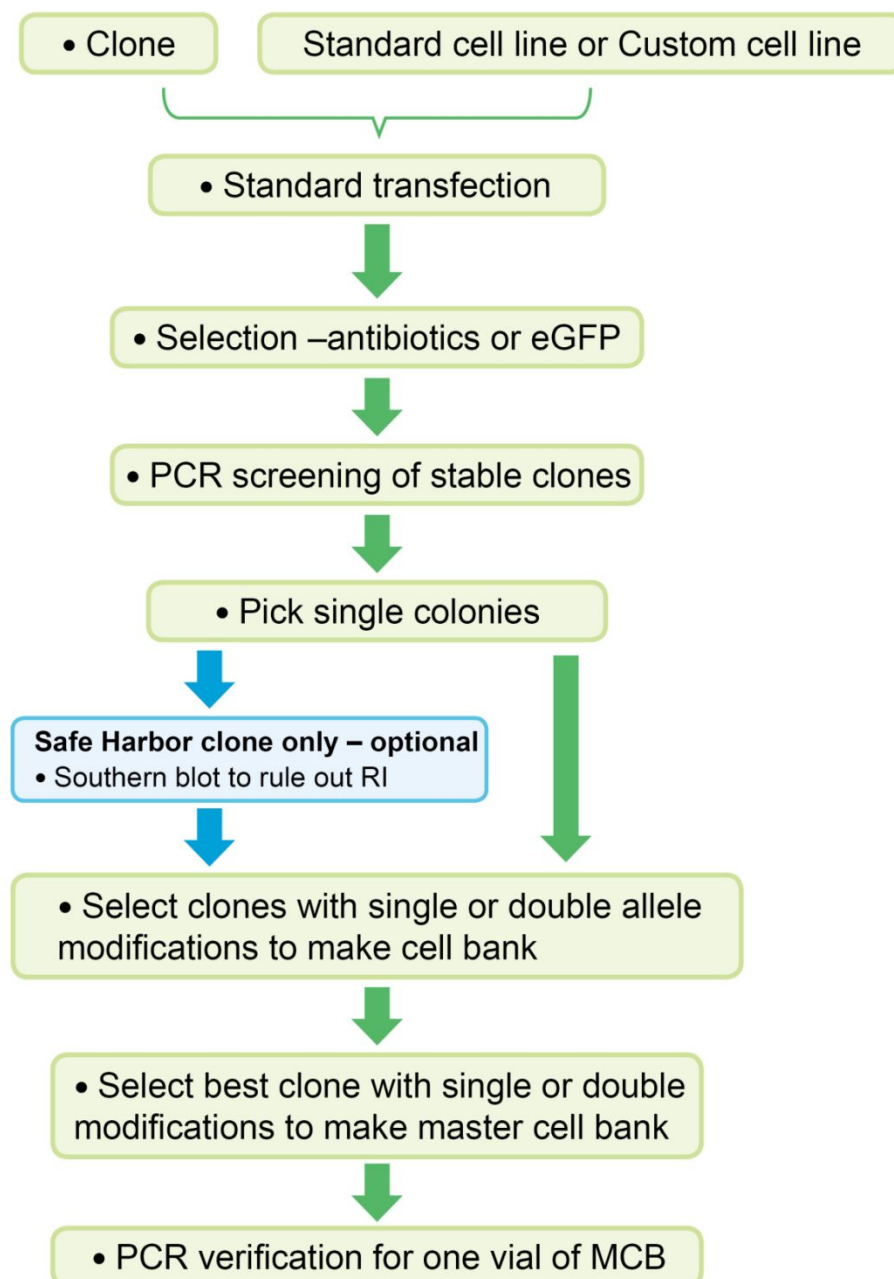 • Clone
Standard cell line or Custom cell line
• Standard transfection
• Selection –antibiotics or eGFP
• PCR screening of stable clones
• Pick single colonies
Safe Harbor clone only – optional
• Southern blot to rule out RI
• Select clones with single or double allele
modifications to make cell bank
• Select best clone with single or double
modifications to make master cell bank
• PCR verification for one vial of MCB